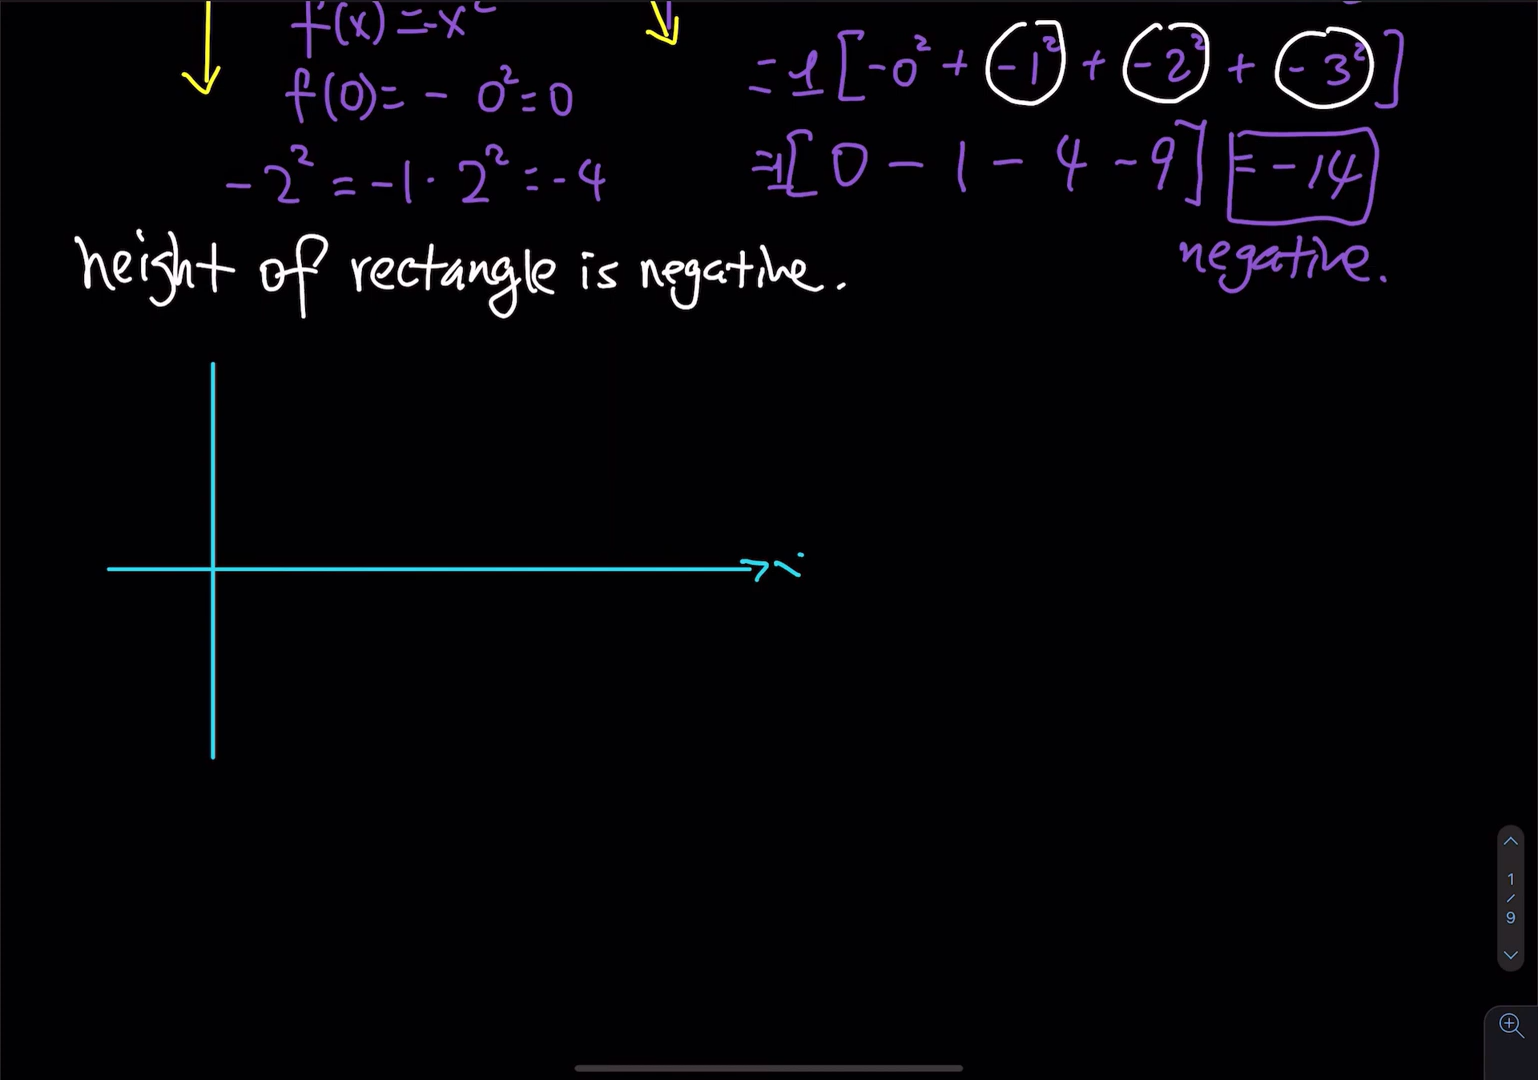 f(x) = -x²
f(0) = - 0² = 0
-2² = -1 · 2² = -4
= 1 [ -0² + -1² + -2² + -3² ]
= 1[ 0 - 1 - 4 - 9 ] = -14
negative.
height of rectangle is negative.
1
/
9